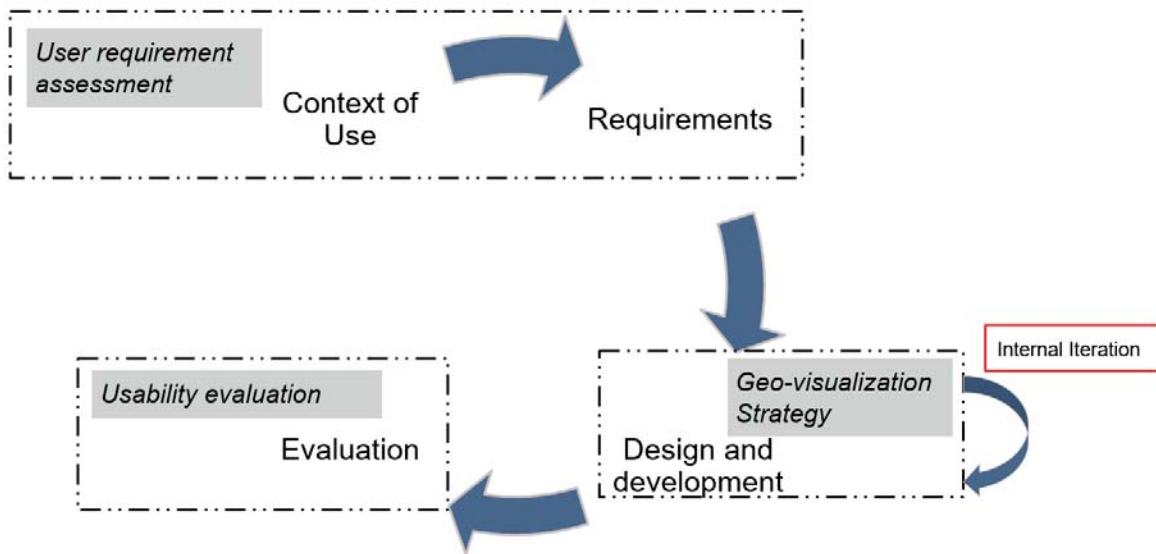 User requirement
assessment
Context of
Use
Requirements
Internal Iteration
Usability evaluation
Evaluation
Geo-visualization
Strategy
Design and
development